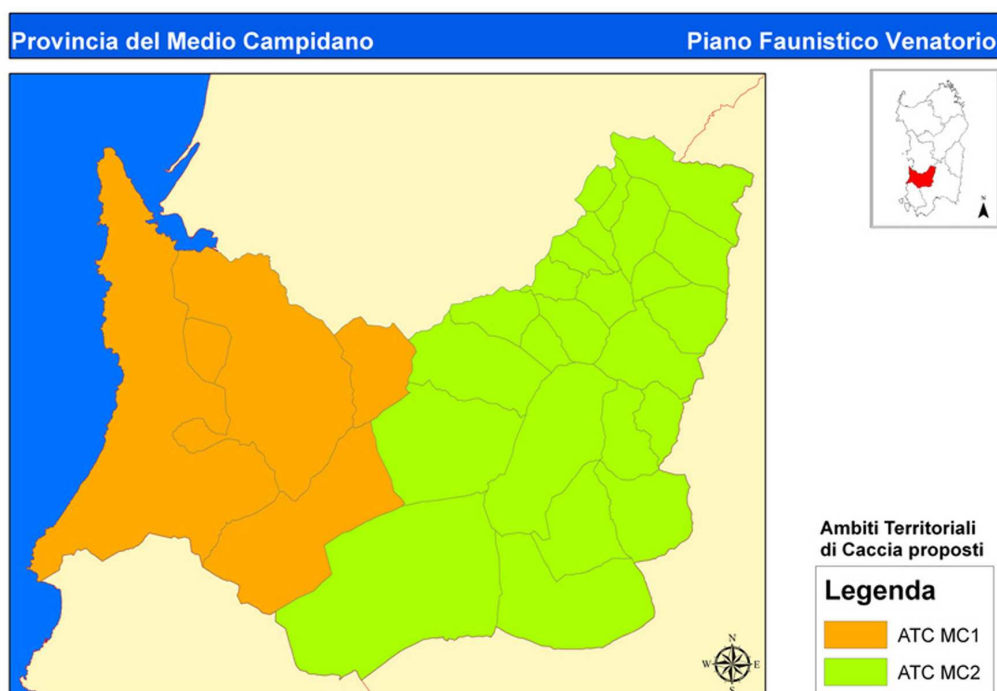 Provincia del Medio Campidano Piano Faunistico Venatorio
N
Ambiti Territoriali
di Caccia proposti
Legenda
ATC MC1
ATC MC2
N
W E
S